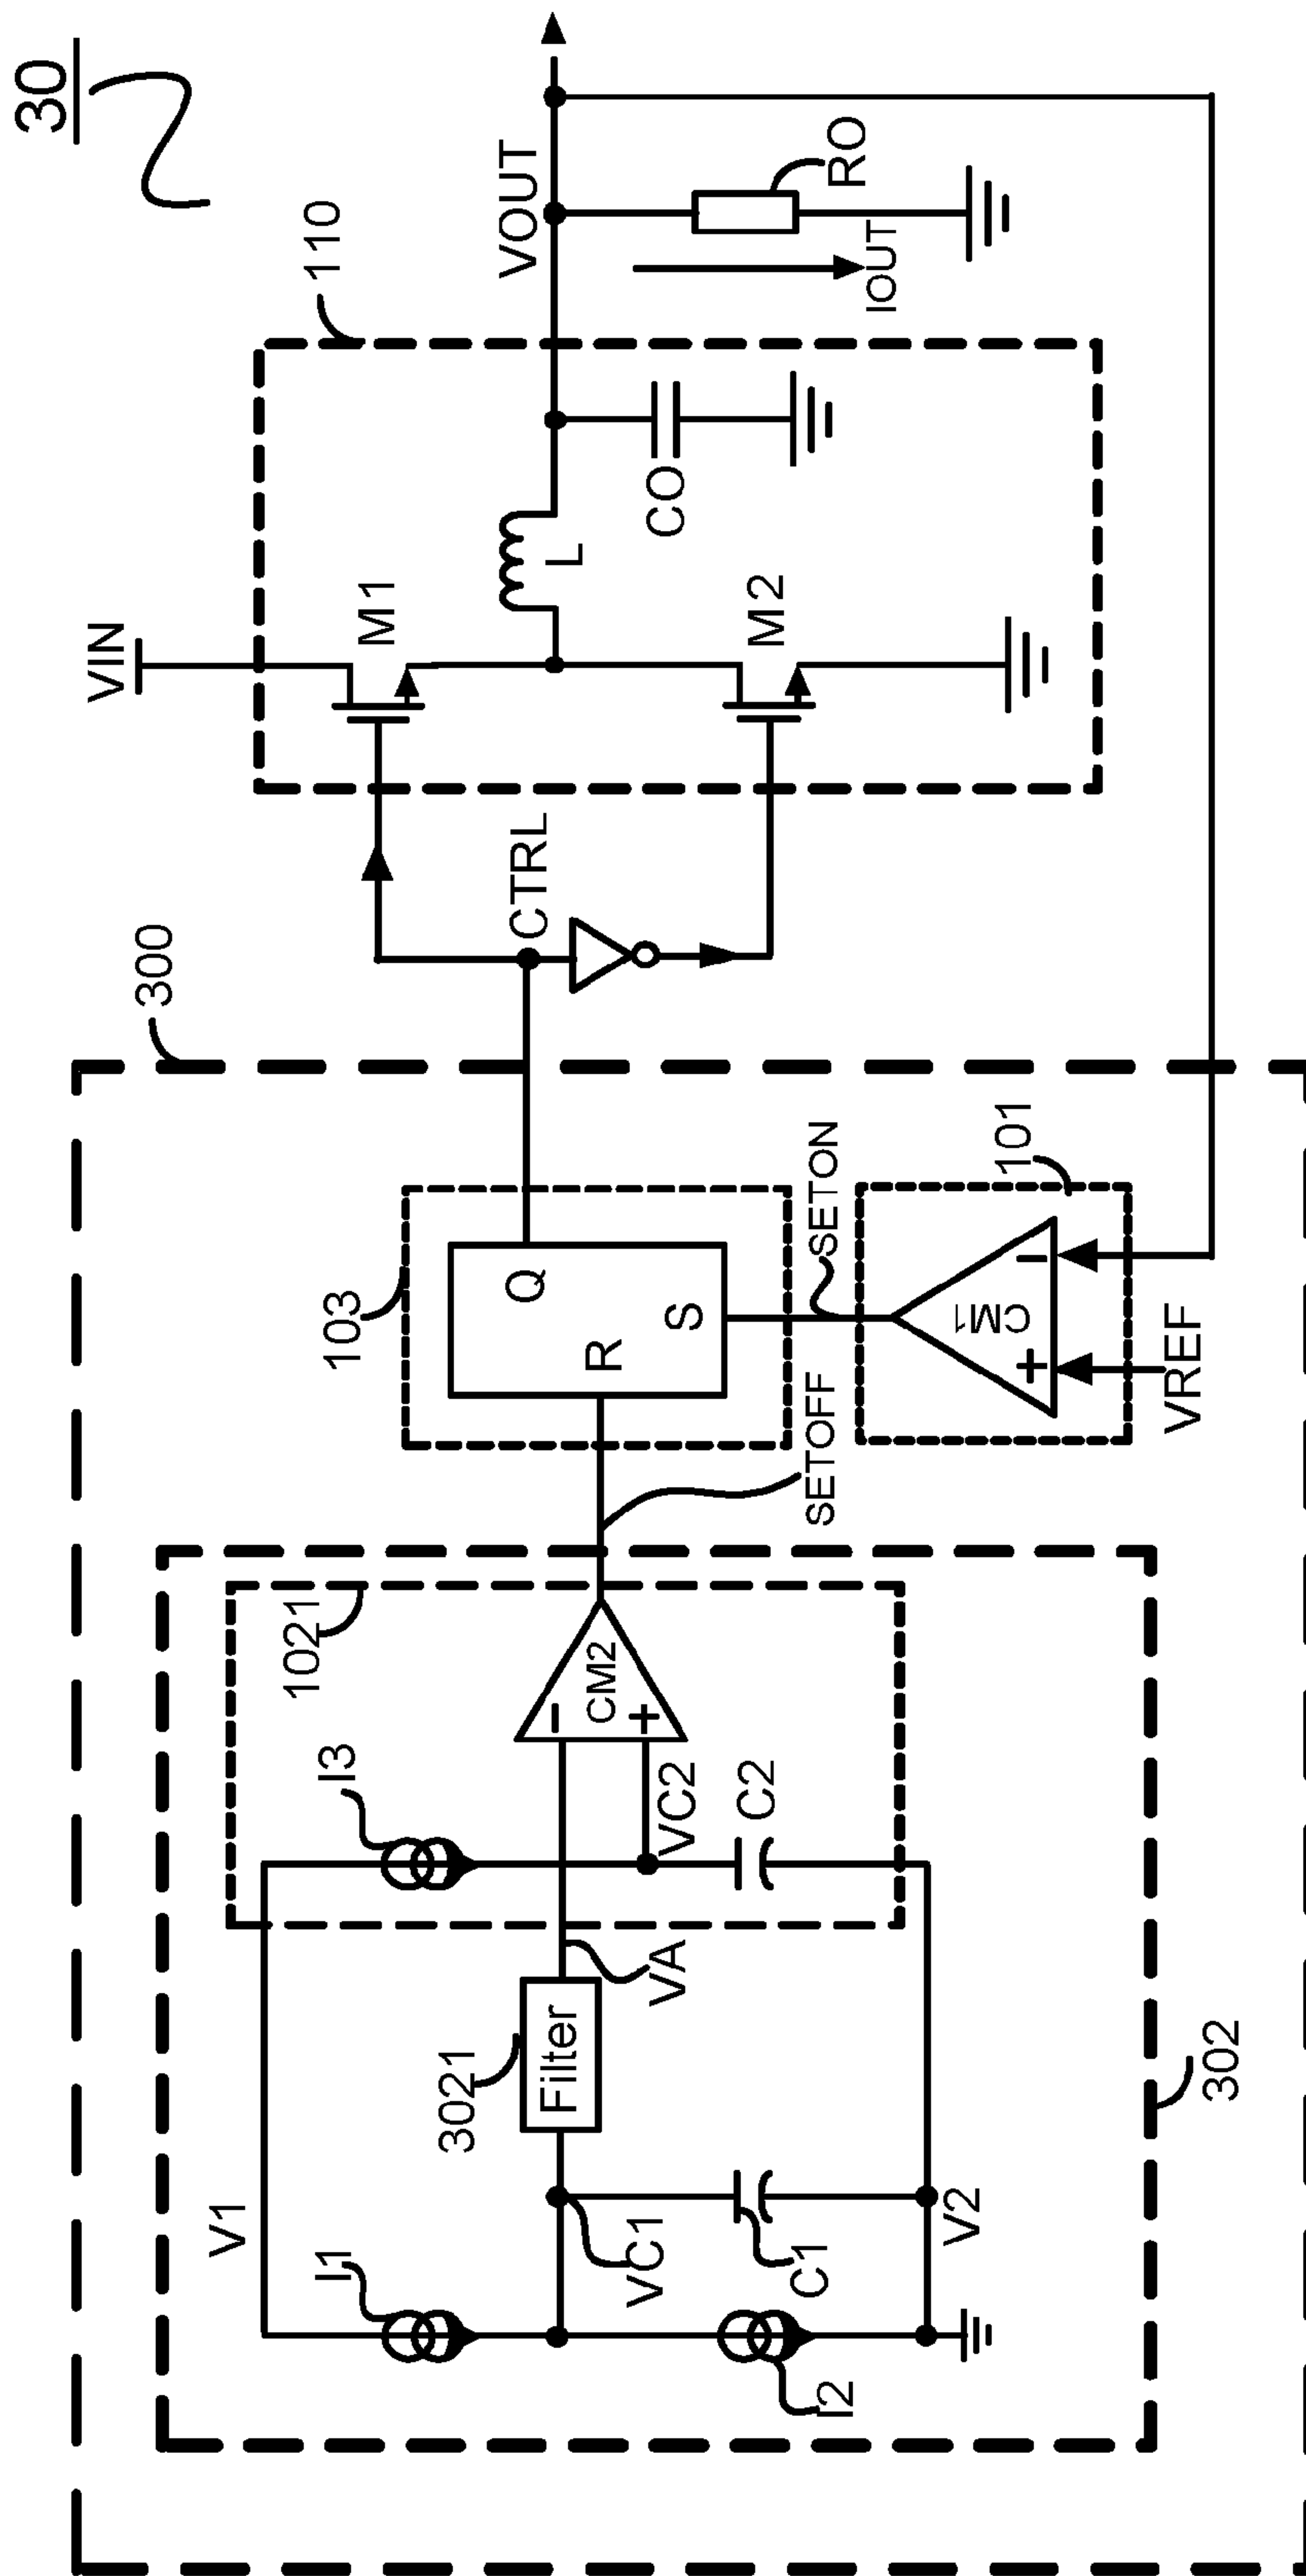 30
VIN
110
M1
VOUT
L
CO
RO
IOUT
M2
CTRL
300
103
Q
R
S
SETON
101
CM1
+
−
VREF
SETOFF
1021
I3
CM2
−
+
VC2
C2
VA
3021
Filter
V1
I1
VC1
C1
V2
I2
302